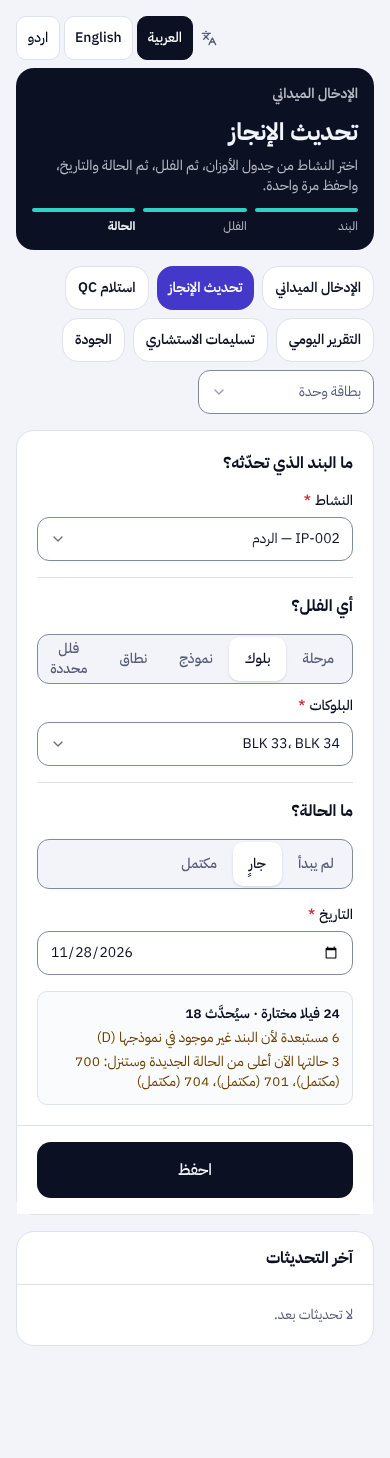 العربية
English
اردو
الإدخال الميداني
تحديث الإنجاز
اختر النشاط من جدول الأوزان، ثم الفلل، ثم الحالة والتاريخ،
واحفظ مرة واحدة.
البند
الفلل
الحالة
الإدخال الميداني
تحديث الإنجاز
استلام QC
التقرير اليومي
تسليمات الاستشاري
الجودة
بطاقة وحدة
ما البند الذي تحدّثه؟
النشاط *
IP-002 — الردم
أي الفلل؟
مرحلة
بلوك
نموذج
نطاق
فلل
محددة
البلوكات *
BLK 33، BLK 34
ما الحالة؟
لم يبدأ
جارٍ
مكتمل
التاريخ *
11/28/2026
24 فيلا مختارة · سيُحدَّث 18
6 مستبعدة لأن البند غير موجود في نموذجها (D)
3 حالتها الآن أعلى من الحالة الجديدة وستنزل: 700
(مكتمل)، 701 (مكتمل)، 704 (مكتمل)
احفظ
آخر التحديثات
لا تحديثات بعد.